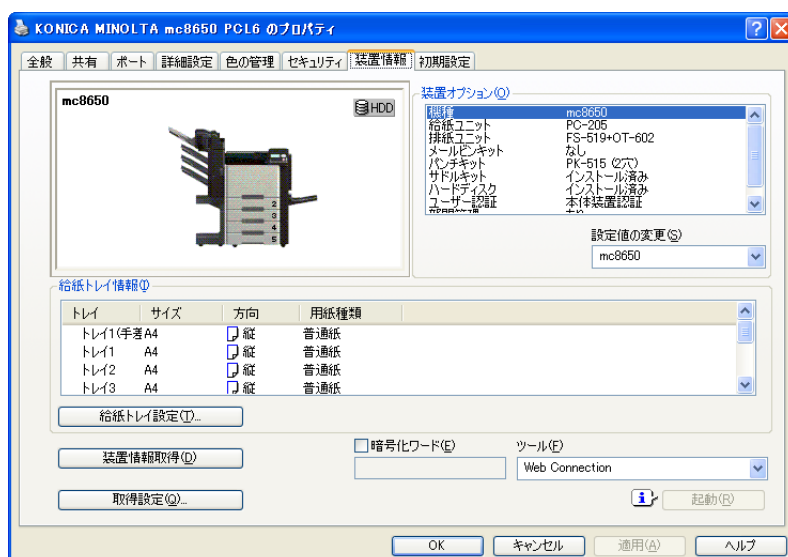 KONICA MINOLTA mc8650 PCL6 のプロパティ
全般 共有 ポート 詳細設定 色の管理 セキュリティ 装置情報 初期設定
mc8650
HDD
2
3
4
5
装置オプション(O)
機種 mc8650
給紙ユニット PC-205
排紙ユニット FS-519+OT-602
メールビンキット なし
パンチキット PK-515 (2穴)
サドルキット インストール済み
ハードディスク インストール済み
ユーザー認証 本体装置認証
設定値の変更(S)
mc8650
給紙トレイ情報(I)
トレイ サイズ 方向 用紙種類
トレイ1(手差 A4 縦 普通紙
トレイ1 A4 縦 普通紙
トレイ2 A4 縦 普通紙
トレイ3 A4 縦 普通紙
給紙トレイ設定(T)...
装置情報取得(D)
取得設定(Q)...
暗号化ワード(E)
ツール(F)
Web Connection
起動(R)
OK キャンセル 適用(A) ヘルプ